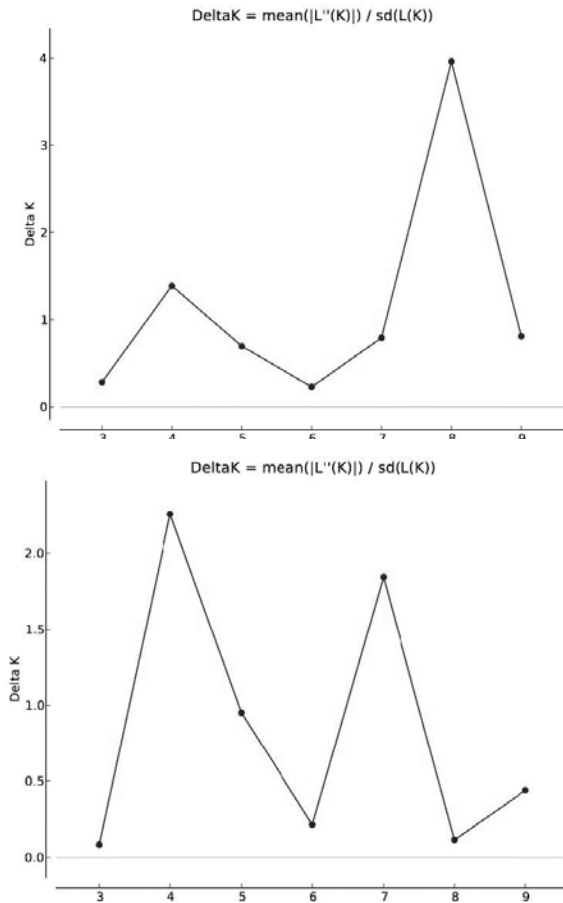 DeltaK = mean(|L''(K)|) / sd(L(K))
4
3
2
1
0
Delta K
3 4 5 6 7 8 9
DeltaK = mean(|L''(K)|) / sd(L(K))
2.0
1.5
1.0
0.5
0.0
Delta K
3 4 5 6 7 8 9